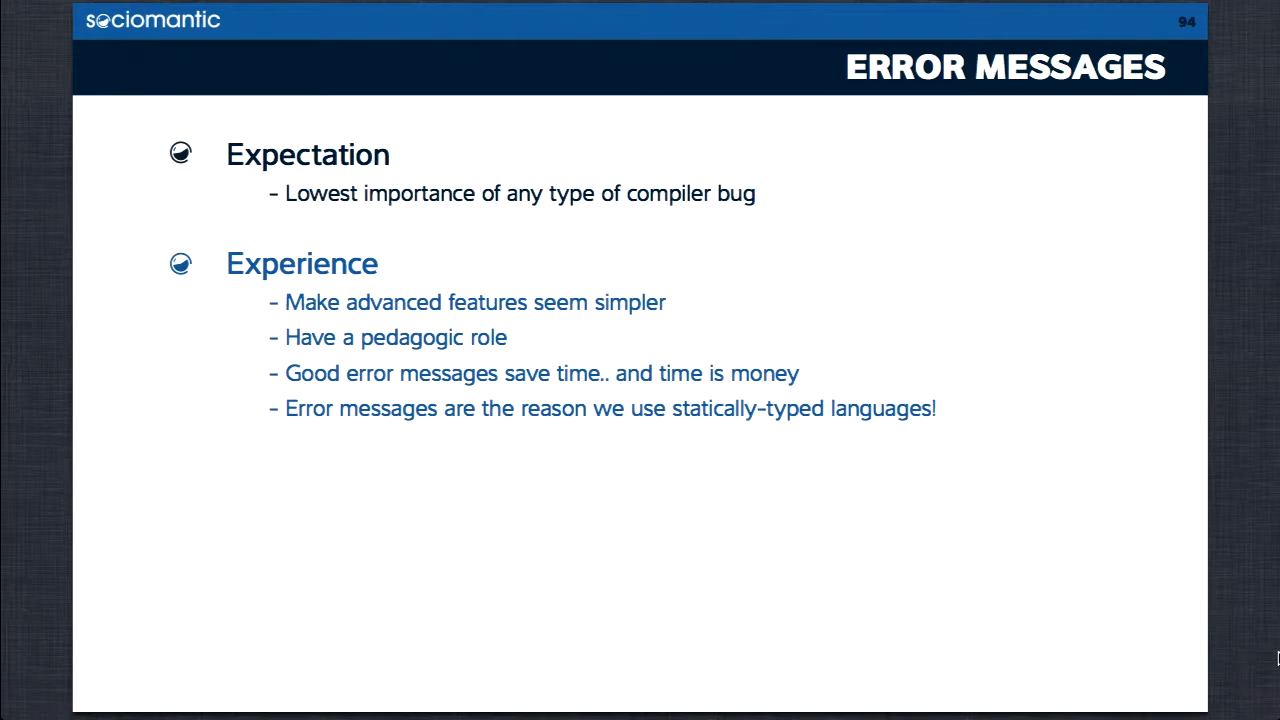 sociomantic
94
ERROR MESSAGES
Expectation
- Lowest importance of any type of compiler bug
Experience
- Make advanced features seem simpler
- Have a pedagogic role
- Good error messages save time.. and time is money
- Error messages are the reason we use statically-typed languages!